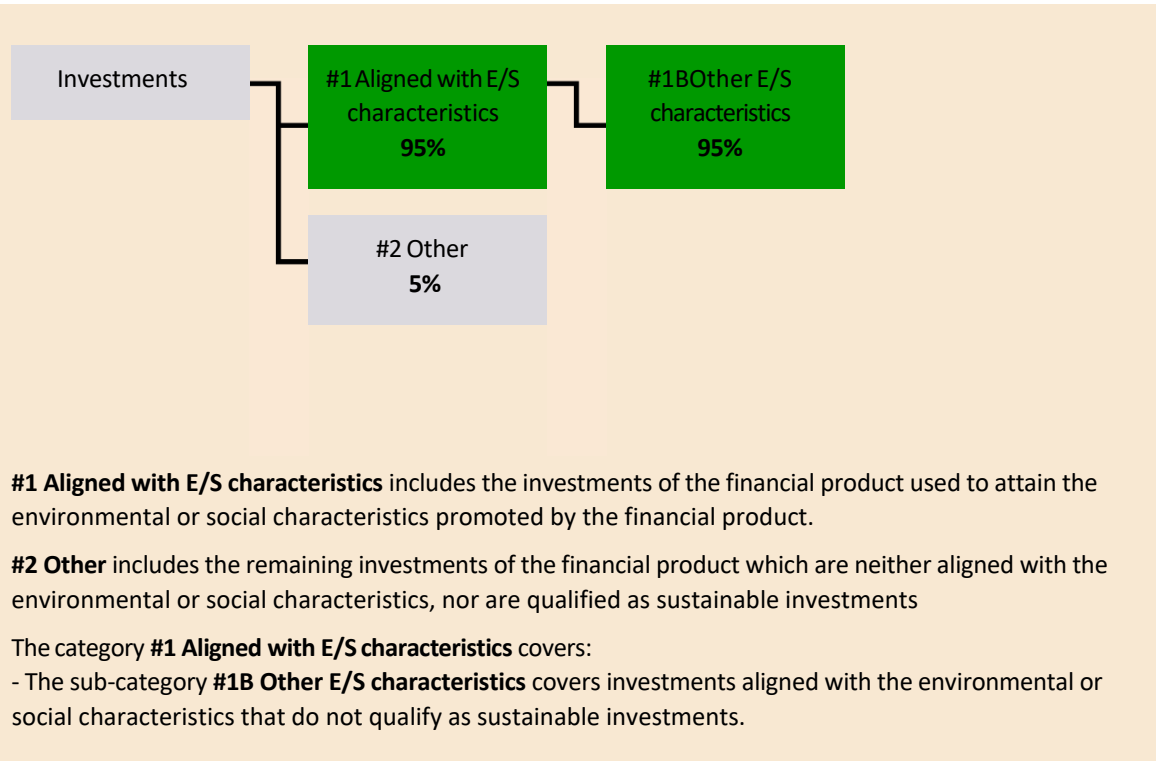 Investments
#1 Aligned with E/S
characteristics
95%
#1BOther E/S
characteristics
95%
#2 Other
5%
#1 Aligned with E/S characteristics includes the investments of the financial product used to attain the
environmental or social characteristics promoted by the financial product.
#2 Other includes the remaining investments of the financial product which are neither aligned with the
environmental or social characteristics, nor are qualified as sustainable investments
The category #1 Aligned with E/S characteristics covers:
- The sub-category #1B Other E/S characteristics covers investments aligned with the environmental or
social characteristics that do not qualify as sustainable investments.